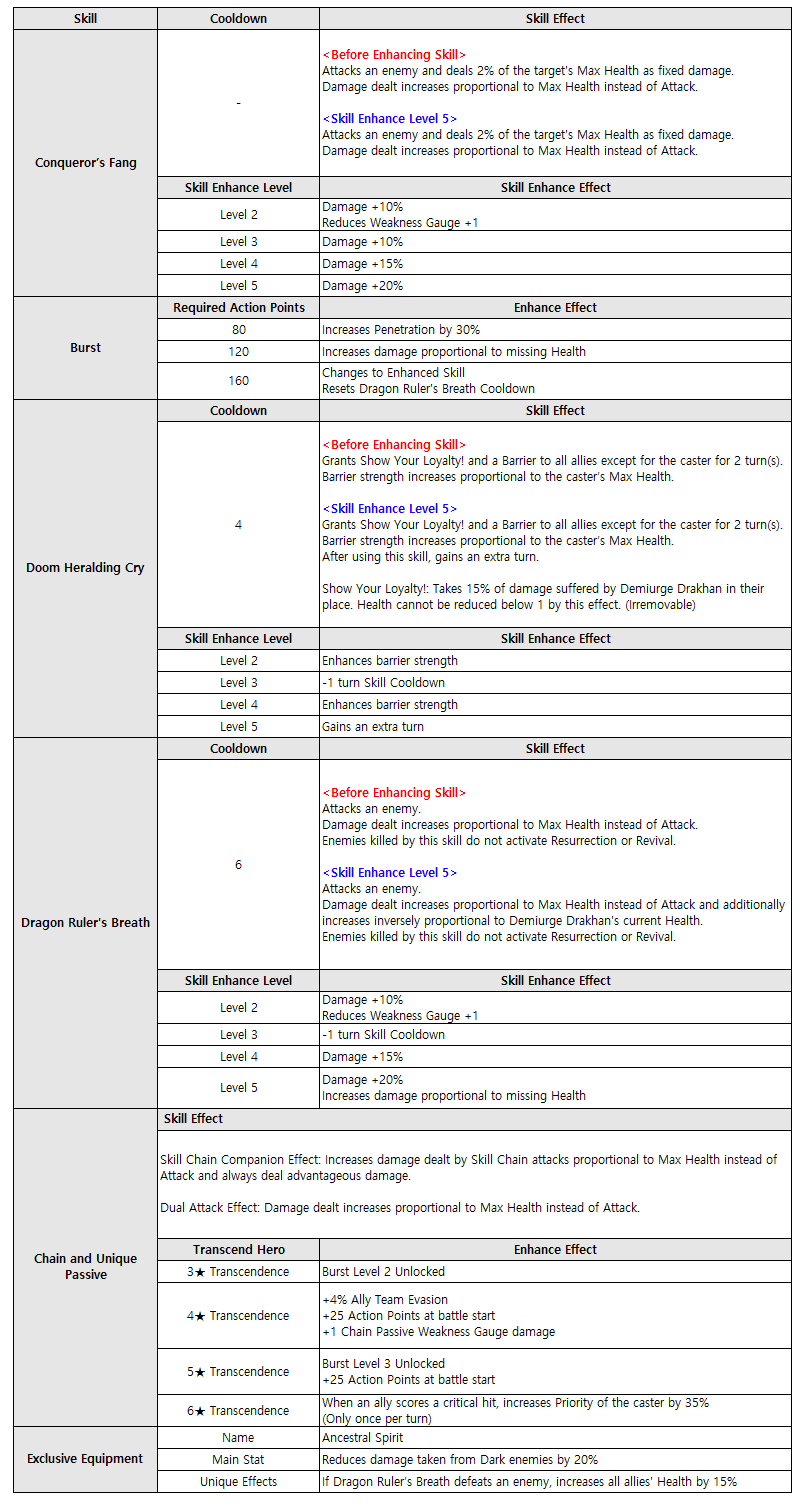 Skill Cooldown Skill Effect
Conqueror's Fang
-
<Before Enhancing Skill>
Attacks an enemy and deals 2% of the target's Max Health as fixed damage.
Damage dealt increases proportional to Max Health instead of Attack.
<Skill Enhance Level 5>
Attacks an enemy and deals 2% of the target's Max Health as fixed damage.
Damage dealt increases proportional to Max Health instead of Attack.
Skill Enhance Level Skill Enhance Effect
Level 2
Damage +10%
Reduces Weakness Gauge +1
Level 3 Damage +10%
Level 4 Damage +15%
Level 5 Damage +20%
Burst
Required Action Points Enhance Effect
80 Increases Penetration by 30%
120 Increases damage proportional to missing Health
160
Changes to Enhanced Skill
Resets Dragon Ruler's Breath Cooldown
Doom Heralding Cry
Cooldown Skill Effect
4
<Before Enhancing Skill>
Grants Show Your Loyalty! and a Barrier to all allies except for the caster for 2 turn(s).
Barrier strength increases proportional to the caster's Max Health.
<Skill Enhance Level 5>
Grants Show Your Loyalty! and a Barrier to all allies except for the caster for 2 turn(s).
Barrier strength increases proportional to the caster's Max Health.
After using this skill, gains an extra turn.
Show Your Loyalty!: Takes 15% of damage suffered by Demiurge Drakhan in their
place. Health cannot be reduced below 1 by this effect. (Irremovable)
Skill Enhance Level Skill Enhance Effect
Level 2 Enhances barrier strength
Level 3 -1 turn Skill Cooldown
Level 4 Enhances barrier strength
Level 5 Gains an extra turn
Dragon Ruler's Breath
Cooldown Skill Effect
6
<Before Enhancing Skill>
Attacks an enemy.
Damage dealt increases proportional to Max Health instead of Attack.
Enemies killed by this skill do not activate Resurrection or Revival.
<Skill Enhance Level 5>
Attacks an enemy.
Damage dealt increases proportional to Max Health instead of Attack and additionally
increases inversely proportional to Demiurge Drakhan's current Health.
Enemies killed by this skill do not activate Resurrection or Revival.
Skill Enhance Level Skill Enhance Effect
Level 2
Damage +10%
Reduces Weakness Gauge +1
Level 3 -1 turn Skill Cooldown
Level 4 Damage +15%
Level 5
Damage +20%
Increases damage proportional to missing Health
Chain and Unique
Passive
Skill Effect
Skill Chain Companion Effect: Increases damage dealt by Skill Chain attacks proportional to Max Health instead of
Attack and always deal advantageous damage.
Dual Attack Effect: Damage dealt increases proportional to Max Health instead of Attack.
Transcend Hero Enhance Effect
3★ Transcendence Burst Level 2 Unlocked
4★ Transcendence
+4% Ally Team Evasion
+25 Action Points at battle start
+1 Chain Passive Weakness Gauge damage
5★ Transcendence
Burst Level 3 Unlocked
+25 Action Points at battle start
6★ Transcendence
When an ally scores a critical hit, increases Priority of the caster by 35%
(Only once per turn)
Exclusive Equipment
Name Ancestral Spirit
Main Stat Reduces damage taken from Dark enemies by 20%
Unique Effects If Dragon Ruler's Breath defeats an enemy, increases all allies' Health by 15%